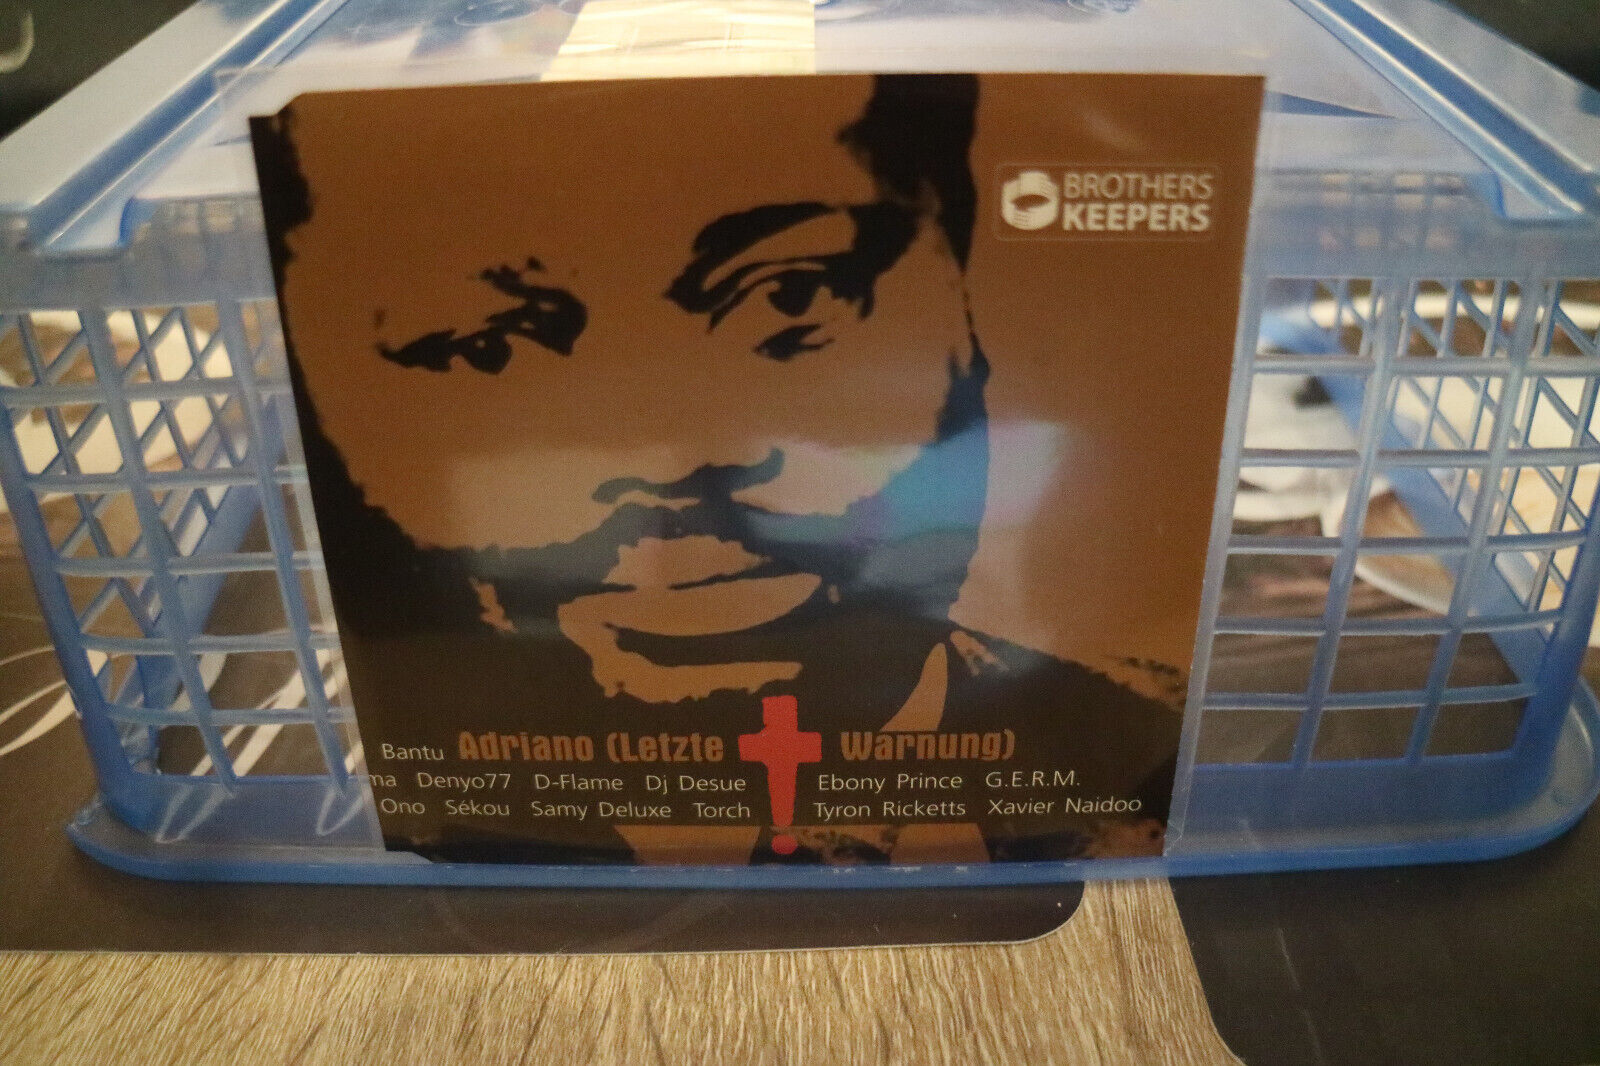 BROTHERS
KEEPERS
Bantu Adriano (Letzte Warnung)
Denyo77 D-Flame Dj Desue Ebony Prince G.E.R.M.
Ono Sékou Samy Deluxe Torch Tyron Ricketts Xavier Naidoo